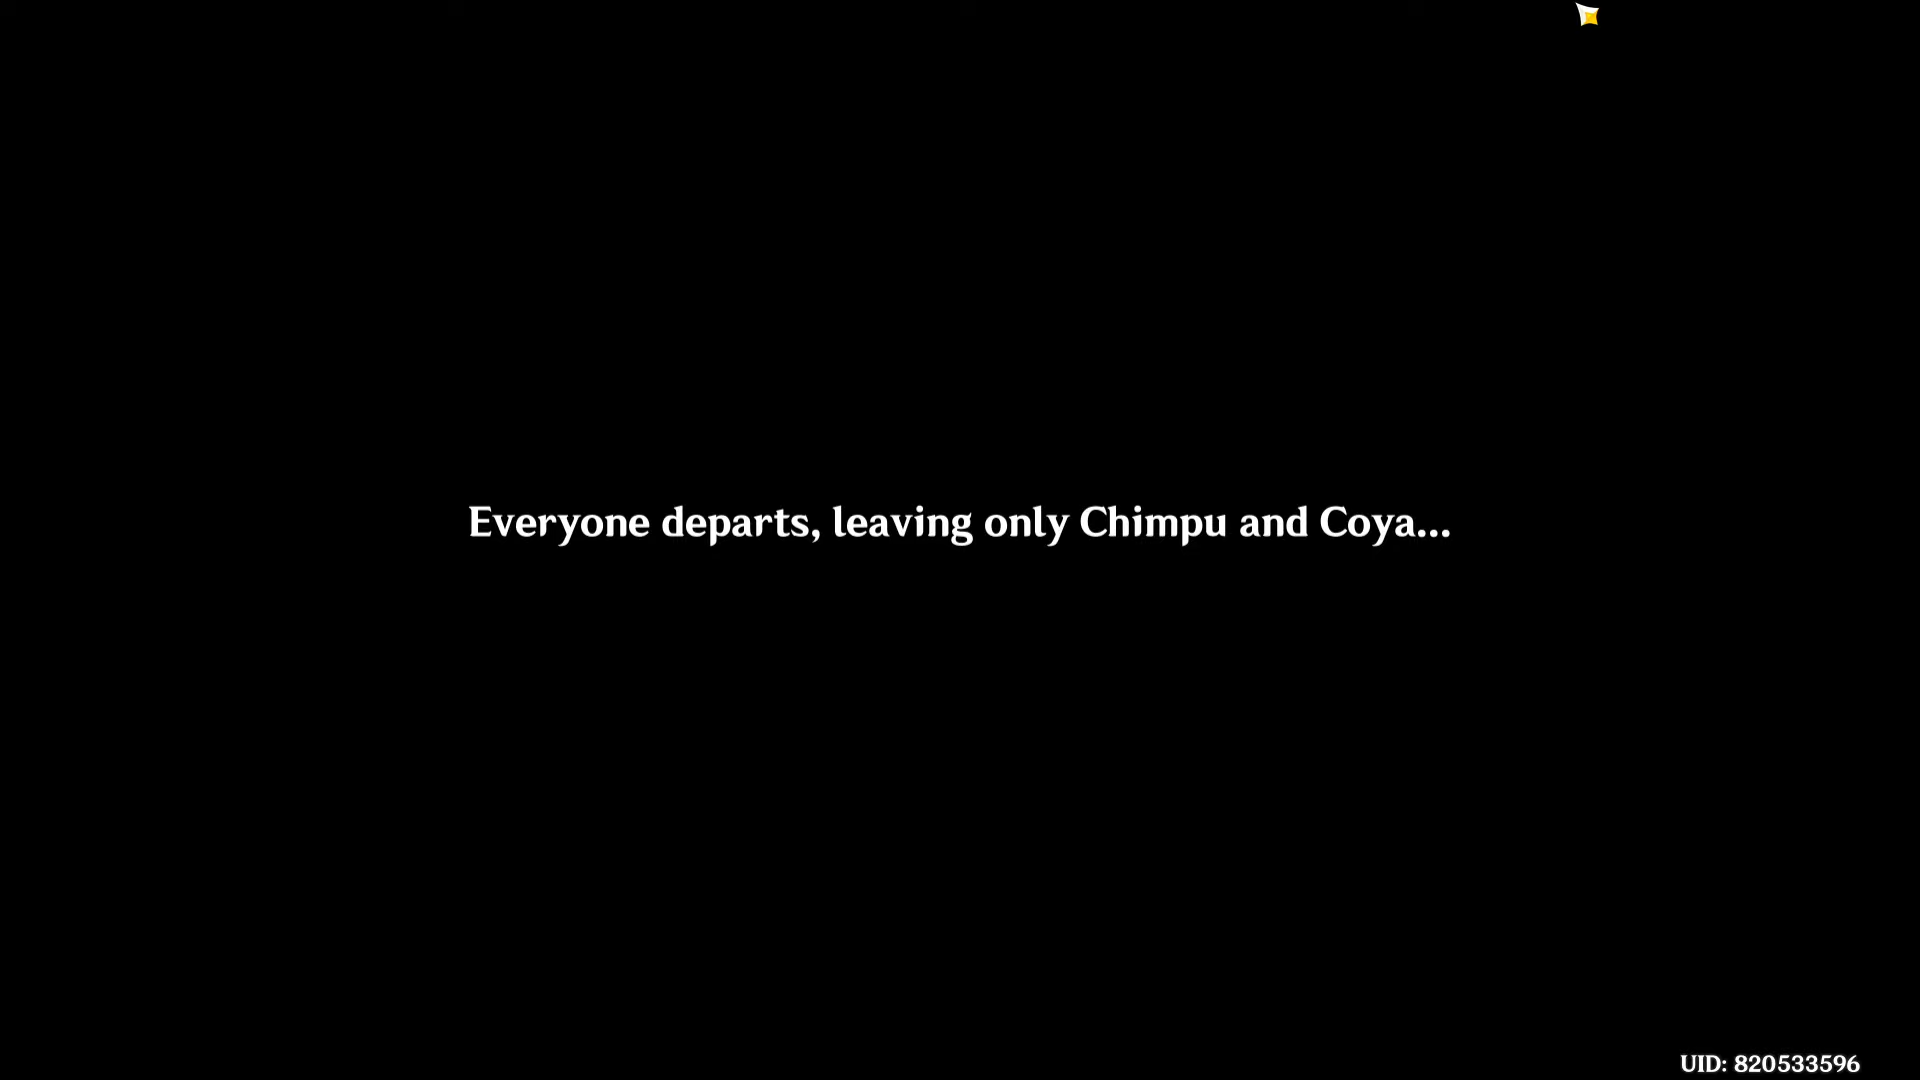 Everyone departs, leaving only Chimpu and Coya...
UID: 820533596